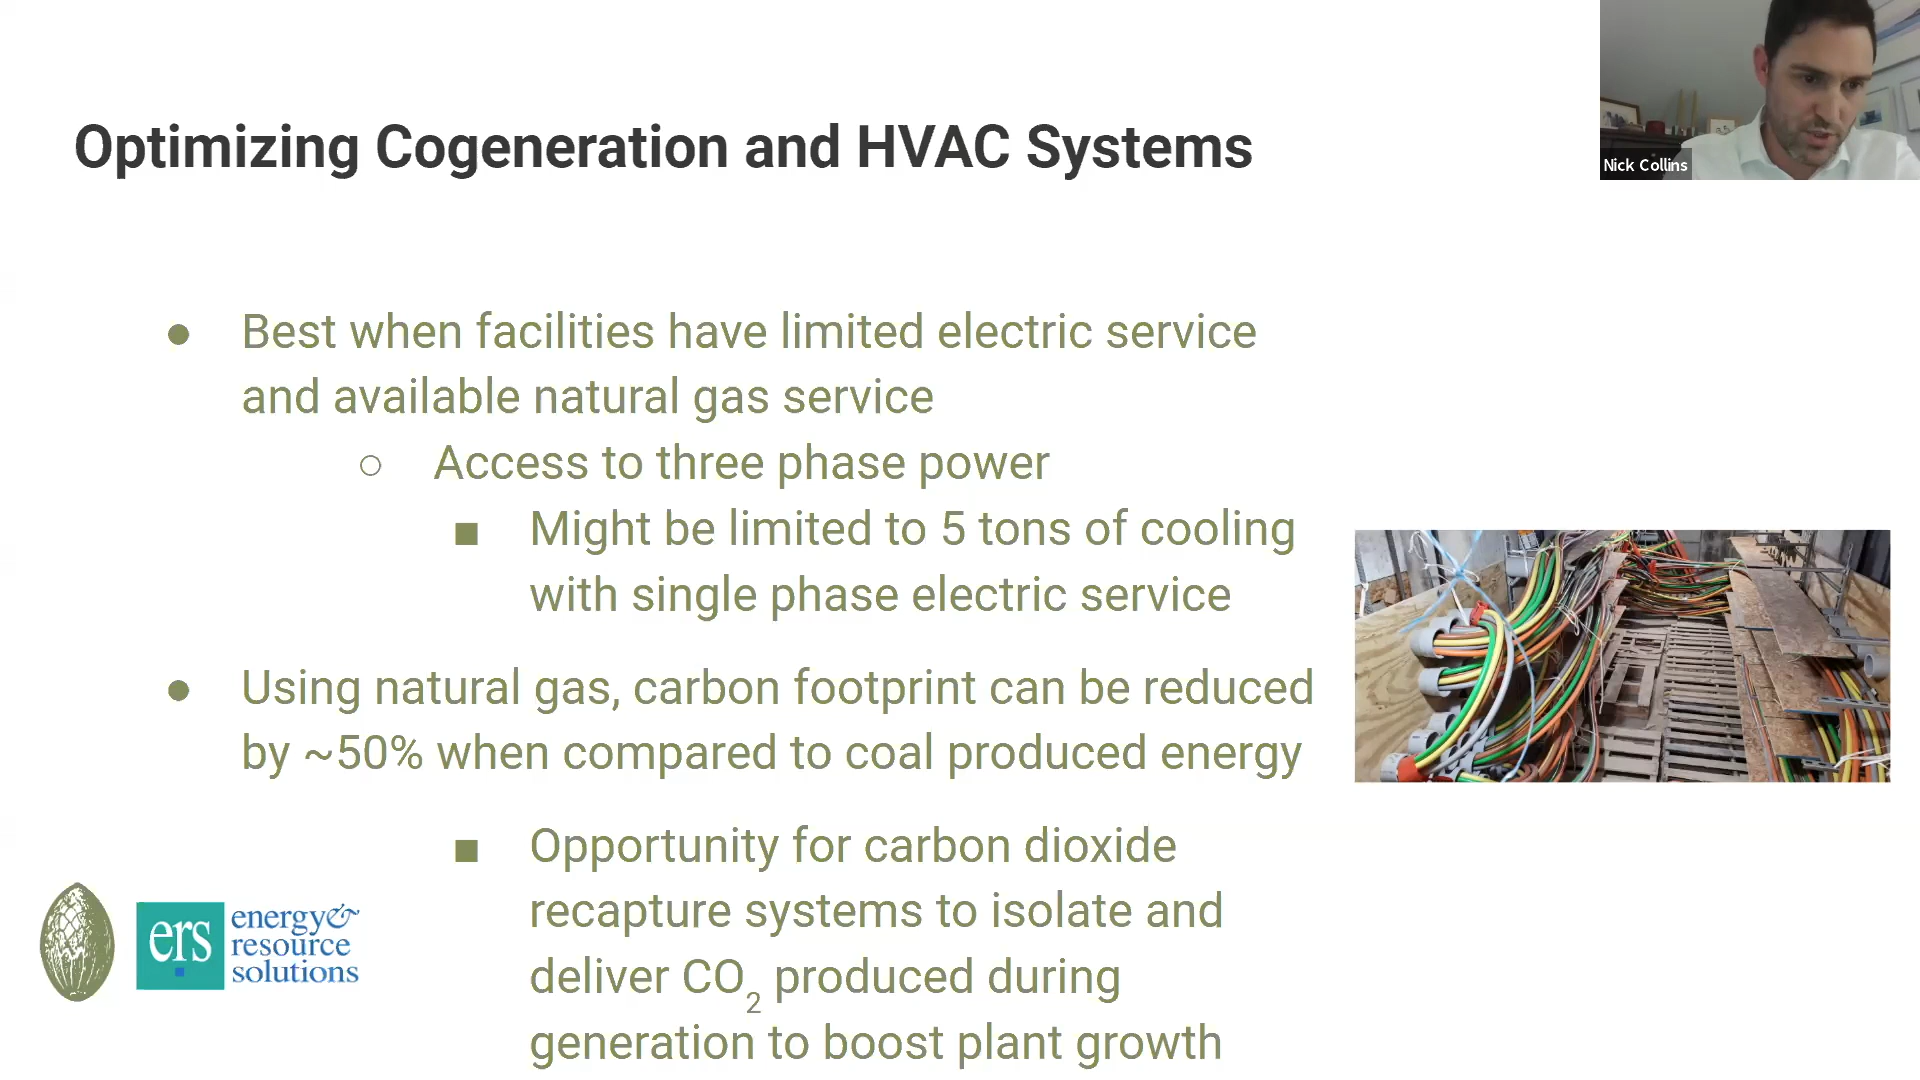 Optimizing Cogeneration and HVAC Systems
Nick Collins
● Best when facilities have limited electric service
and available natural gas service
○ Access to three phase power
■ Might be limited to 5 tons of cooling
with single phase electric service
● Using natural gas, carbon footprint can be reduced
by ~50% when compared to coal produced energy
■ Opportunity for carbon dioxide
recapture systems to isolate and
deliver CO₂ produced during
generation to boost plant growth
ers
energy&
resource
solutions